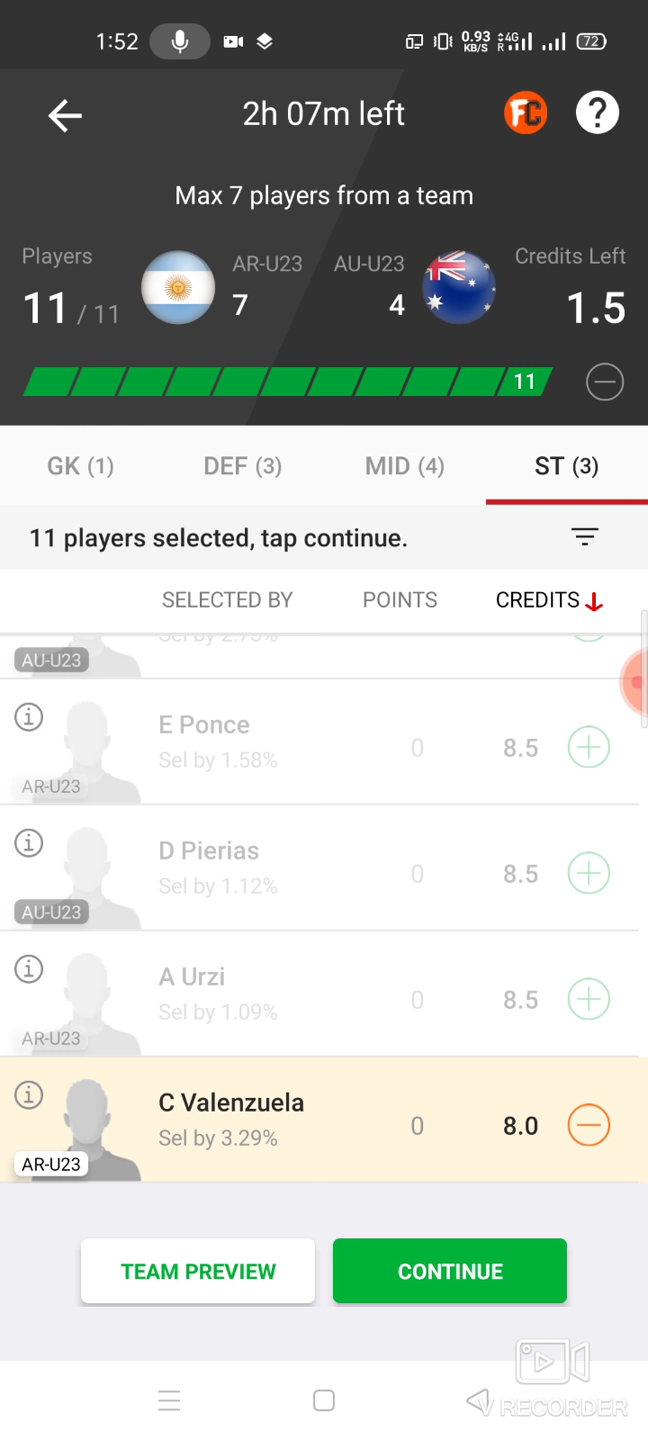 1:52
0.93 KB/S 4G R 72
2h 07m left
FC
?
Max 7 players from a team
Players AR-U23 AU-U23 Credits Left
11 / 11 7 4 1.5
11
GK (1) DEF (3) MID (4) ST (3)
11 players selected, tap continue.
SELECTED BY POINTS CREDITS
Sel by 2.73%
AU-U23
E Ponce
Sel by 1.58% 0 8.5
AR-U23
D Pierias
Sel by 1.12% 0 8.5
AU-U23
A Urzi
Sel by 1.09% 0 8.5
AR-U23
C Valenzuela
Sel by 3.29% 0 8.0
AR-U23
TEAM PREVIEW CONTINUE
V RECORDER